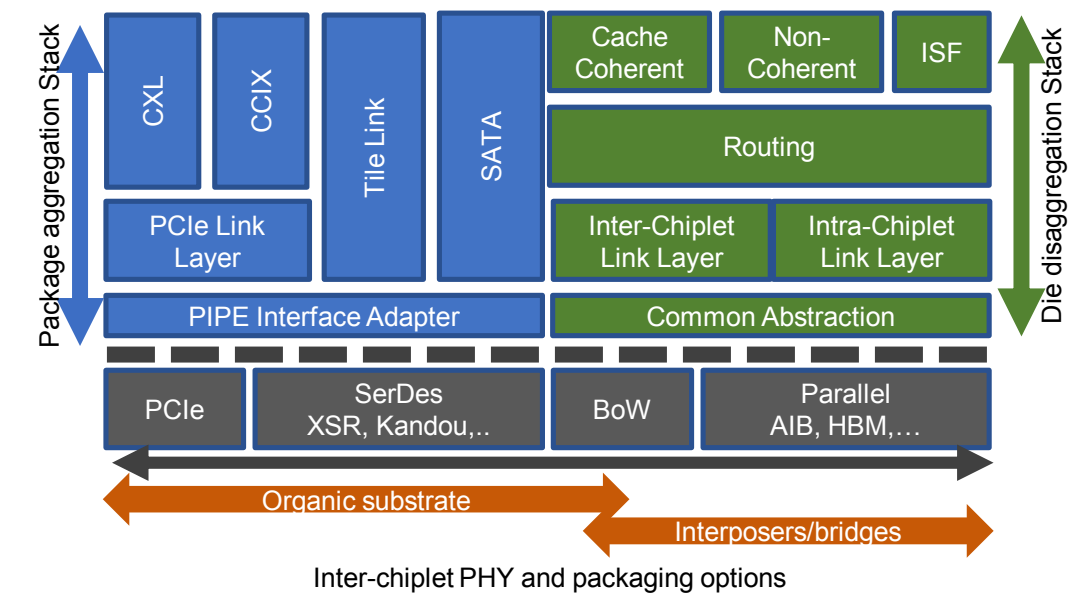 Package aggregation Stack
CXL
CCIX
Tile Link
SATA
Cache
Coherent
Non-
Coherent
ISF
Die disaggregation Stack
Routing
PCIe Link
Layer
Inter-Chiplet
Link Layer
Intra-Chiplet
Link Layer
PIPE Interface Adapter
Common Abstraction
PCIe
SerDes
XSR, Kandou,..
BoW
Parallel
AIB, HBM,…
Organic substrate
Interposers/bridges
Inter-chiplet PHY and packaging options